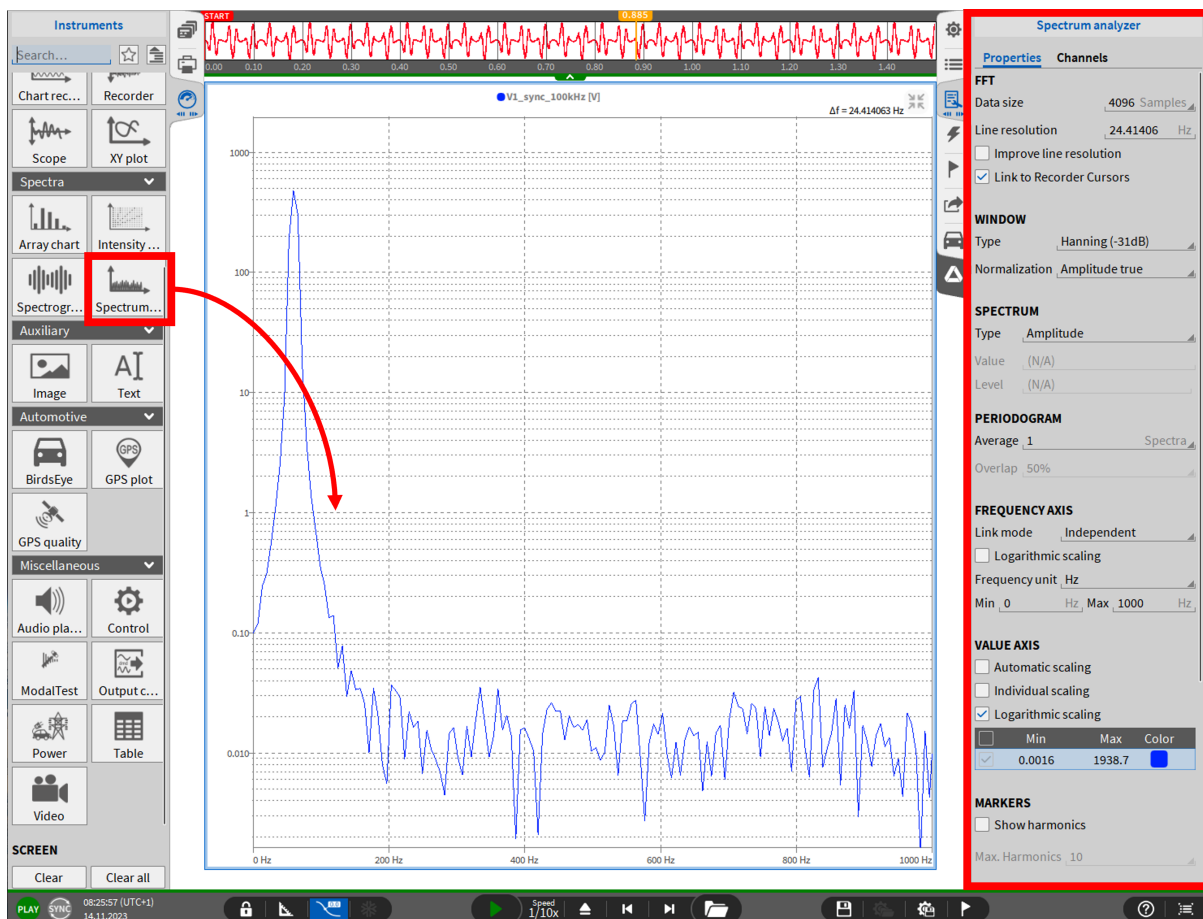 Instruments
Search...
Chart rec...
Recorder
Scope
XY plot
Spectra
Array chart
Intensity ...
Spectrogr...
Spectrum...
Auxiliary
Image
Text
Automotive
BirdsEye
GPS
GPS plot
GPS quality
Miscellaneous
Audio pla...
Control
ModalTest
Output c...
Power
Table
Video
SCREEN
Clear
Clear all
START
0.885
0.00 0.10 0.20 0.30 0.40 0.50 0.60 0.70 0.80 0.90 1.00 1.10 1.20 1.30 1.40
V1_sync_100kHz [V]
Δf = 24.414063 Hz
1000
100
10
1
0.10
0.010
0 Hz 200 Hz 400 Hz 600 Hz 800 Hz 1000 Hz
Spectrum analyzer
Properties Channels
FFT
Data size 4096 Samples
Line resolution 24.41406 Hz
Improve line resolution
Link to Recorder Cursors
WINDOW
Type Hanning (-31dB)
Normalization Amplitude true
SPECTRUM
Type Amplitude
Value (N/A)
Level (N/A)
PERIODOGRAM
Average 1 Spectra
Overlap 50%
FREQUENCY AXIS
Link mode Independent
Logarithmic scaling
Frequency unit Hz
Min 0 Hz Max 1000 Hz
VALUE AXIS
Automatic scaling
Individual scaling
Logarithmic scaling
Min Max Color
0.0016 1938.7
MARKERS
Show harmonics
Max. Harmonics 10
PLAY
SYNC
08:25:57 (UTC+1)
14.11.2023
0.0
Speed
1/10x